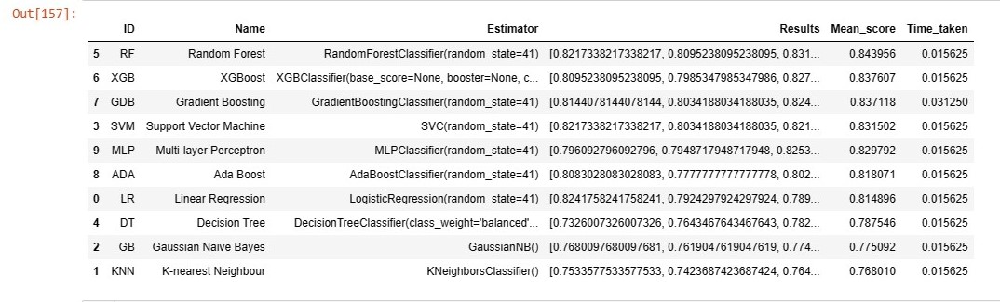 Out[157]:
ID Name Estimator Results Mean_score Time_taken
5 RF Random Forest RandomForestClassifier(random_state=41) [0.8217338217338217, 0.8095238095238095, 0.831... 0.843956 0.015625
6 XGB XGBoost XGBClassifier(base_score=None, booster=None, c... [0.8095238095238095, 0.7985347985347986, 0.827... 0.837607 0.015625
7 GDB Gradient Boosting GradientBoostingClassifier(random_state=41) [0.8144078144078144, 0.8034188034188035, 0.824... 0.837118 0.031250
3 SVM Support Vector Machine SVC(random_state=41) [0.8217338217338217, 0.8034188034188035, 0.821... 0.831502 0.015625
9 MLP Multi-layer Perceptron MLPClassifier(random_state=41) [0.796092796092796, 0.7948717948717948, 0.8253... 0.829792 0.015625
8 ADA Ada Boost AdaBoostClassifier(random_state=41) [0.8083028083028083, 0.7777777777777778, 0.802... 0.818071 0.015625
0 LR Linear Regression LogisticRegression(random_state=41) [0.8241758241758241, 0.7924297924297924, 0.789... 0.814896 0.015625
4 DT Decision Tree DecisionTreeClassifier(class_weight='balanced'... [0.7326007326007326, 0.7643467643467643, 0.782... 0.787546 0.015625
2 GB Gaussian Naive Bayes GaussianNB() [0.7680097680097681, 0.7619047619047619, 0.774... 0.775092 0.015625
1 KNN K-nearest Neighbour KNeighborsClassifier() [0.7533577533577533, 0.7423687423687424, 0.764... 0.768010 0.015625